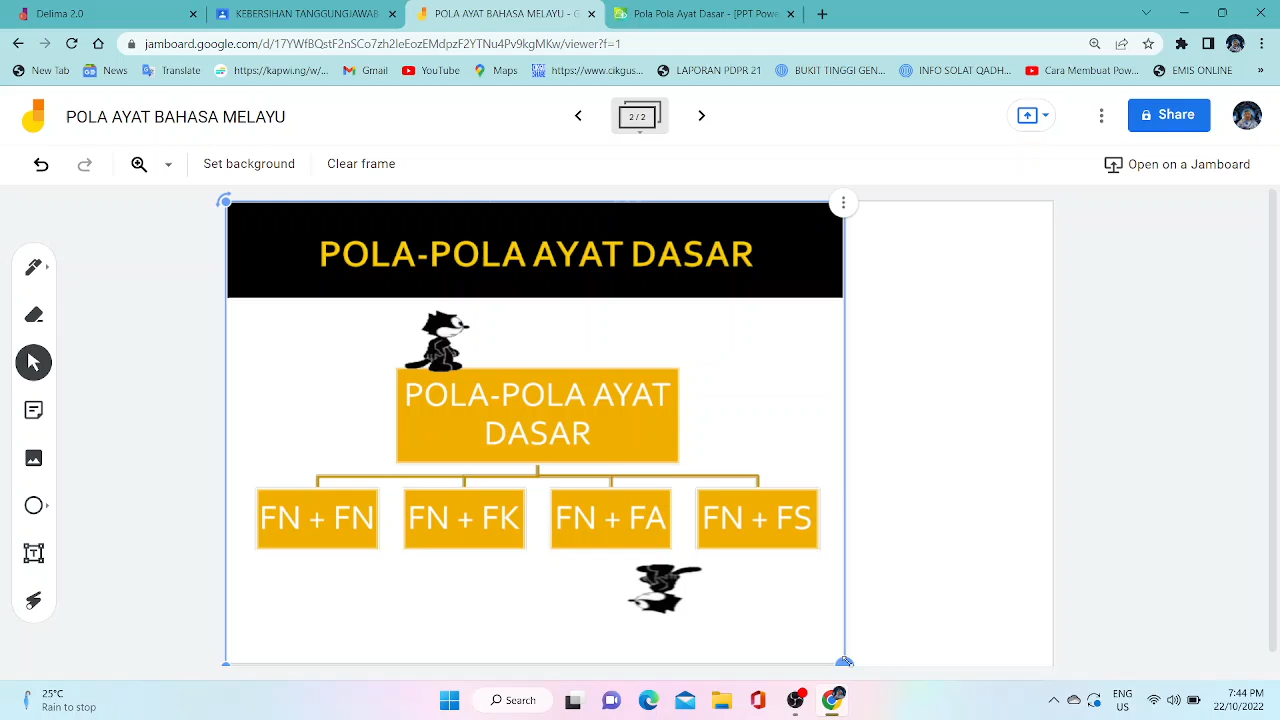 Delima 2.0
KEBERSIHAN TANGGUNGJAWAB
POLA AYAT BAHASA MELAYU - G
Pola Pola Ayat Dasar - [PPT Powe
jamboard.google.com/d/17YWfBQstF2nSCo7zh2leEozEMdpzF2YTNu4Pv9kgMKw/viewer?f=1
New Tab
News
Translate
https://www.youtub...
Gmail
YouTube
Maps
https://www.cikgus...
LAPORAN PDPR 21
BUKIT TINGGI GEN...
INFO SOLAT QADH...
Cara Membuat Pow...
EMIS ONLINE
POLA AYAT BAHASA MELAYU
2 / 2
Share
Set background
Clear frame
Open on a Jamboard
POLA-POLA AYAT DASAR
POLA-POLA AYAT
DASAR
FN + FN
FN + FK
FN + FA
FN + FS
25°C
Rain to stop
Search
ENG
US
7:44 PM
22/10/2022